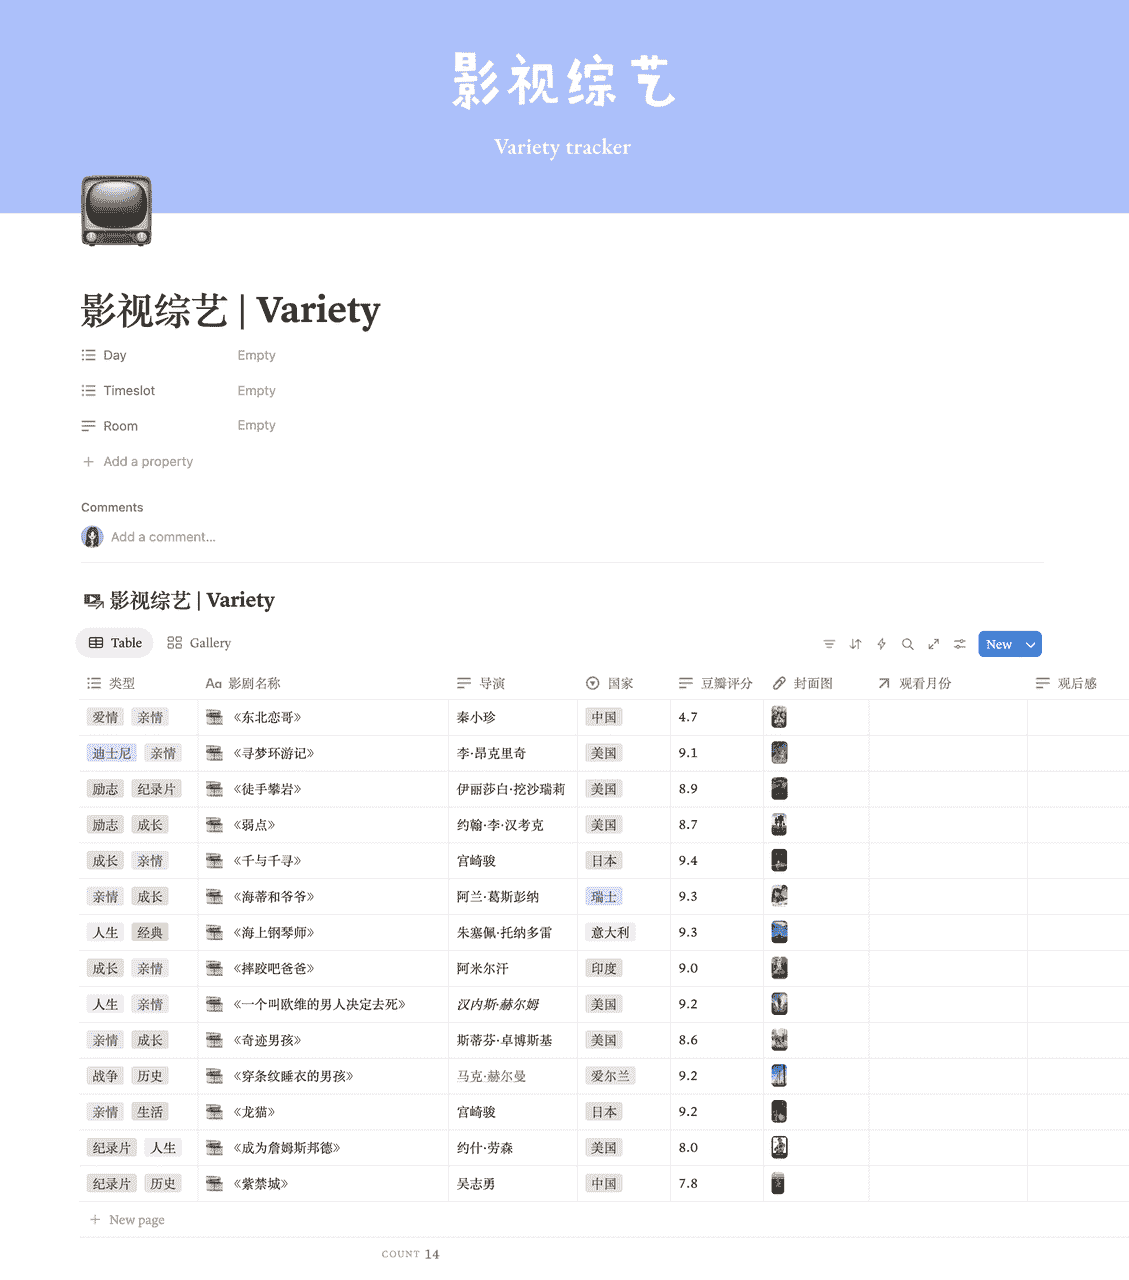 影视综艺
Variety tracker
影视综艺 | Variety
Day Empty
Timeslot Empty
Room Empty
+ Add a property
Comments
Add a comment...
影视综艺 | Variety
Table Gallery New
类型 Aa 影剧名称 导演 国家 豆瓣评分 封面图 观看月份 观后感
爱情 亲情 《东北恋哥》 秦小珍 中国 4.7
迪士尼 亲情 《寻梦环游记》 李·昂克里奇 美国 9.1
励志 纪录片 《徒手攀岩》 伊丽莎白·挖沙瑞莉 美国 8.9
励志 成长 《弱点》 约翰·李·汉考克 美国 8.7
成长 亲情 《千与千寻》 宫崎骏 日本 9.4
亲情 成长 《海蒂和爷爷》 阿兰·葛斯彭纳 瑞士 9.3
人生 经典 《海上钢琴师》 朱塞佩·托纳多雷 意大利 9.3
成长 亲情 《摔跤吧爸爸》 阿米尔汗 印度 9.0
人生 亲情 《一个叫欧维的男人决定去死》 汉内斯·赫尔姆 美国 9.2
亲情 成长 《奇迹男孩》 斯蒂芬·卓博斯基 美国 8.6
战争 历史 《穿条纹睡衣的男孩》 马克·赫尔曼 爱尔兰 9.2
亲情 生活 《龙猫》 宫崎骏 日本 9.2
纪录片 人生 《成为詹姆斯邦德》 约什·劳森 美国 8.0
纪录片 历史 《紫禁城》 吴志勇 中国 7.8
+ New page
COUNT 14